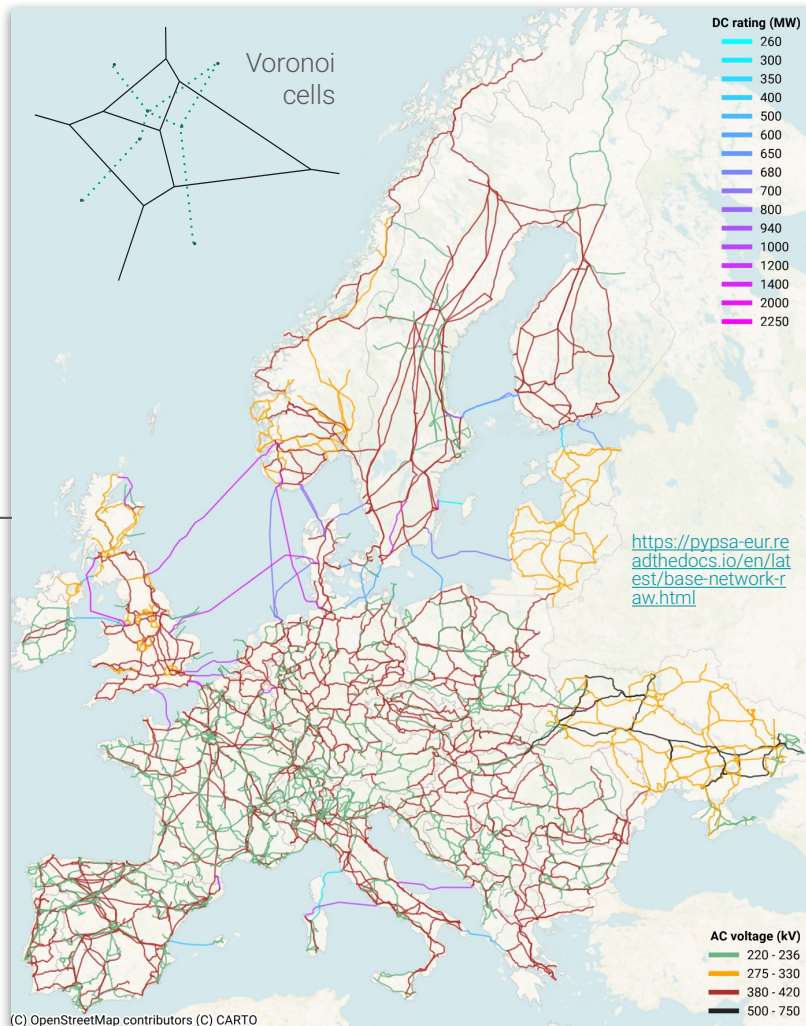 Voronoi
cells
DC rating (MW)
260
300
350
400
500
600
650
680
700
800
940
1000
1200
1400
2000
2250
https://pypsa-eur.re
adthedocs.io/en/lat
est/base-network-r
aw.html
AC voltage (kV)
220 - 236
275 - 330
380 - 420
500 - 750
(C) OpenStreetMap contributors (C) CARTO